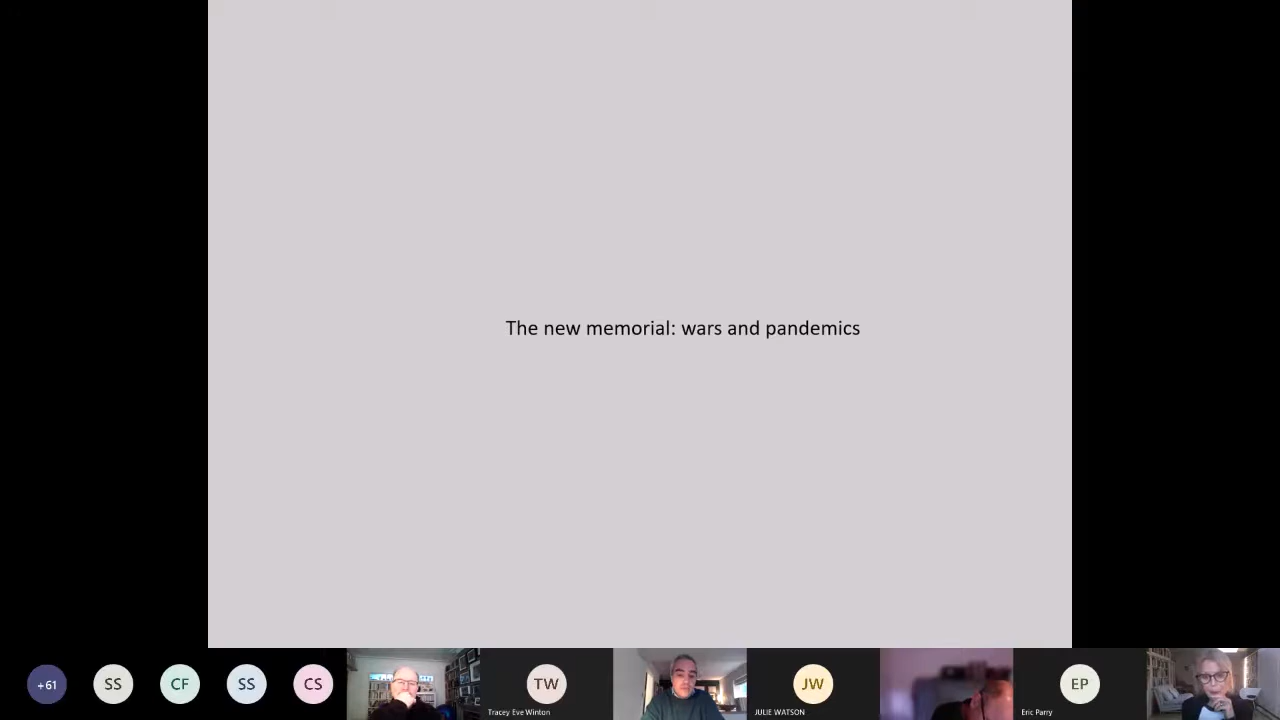 The new memorial: wars and pandemics
+61
SS
CF
SS
CS
TW
Tracey Eve Winton
JW
JULIE WATSON
EP
Eric Parry